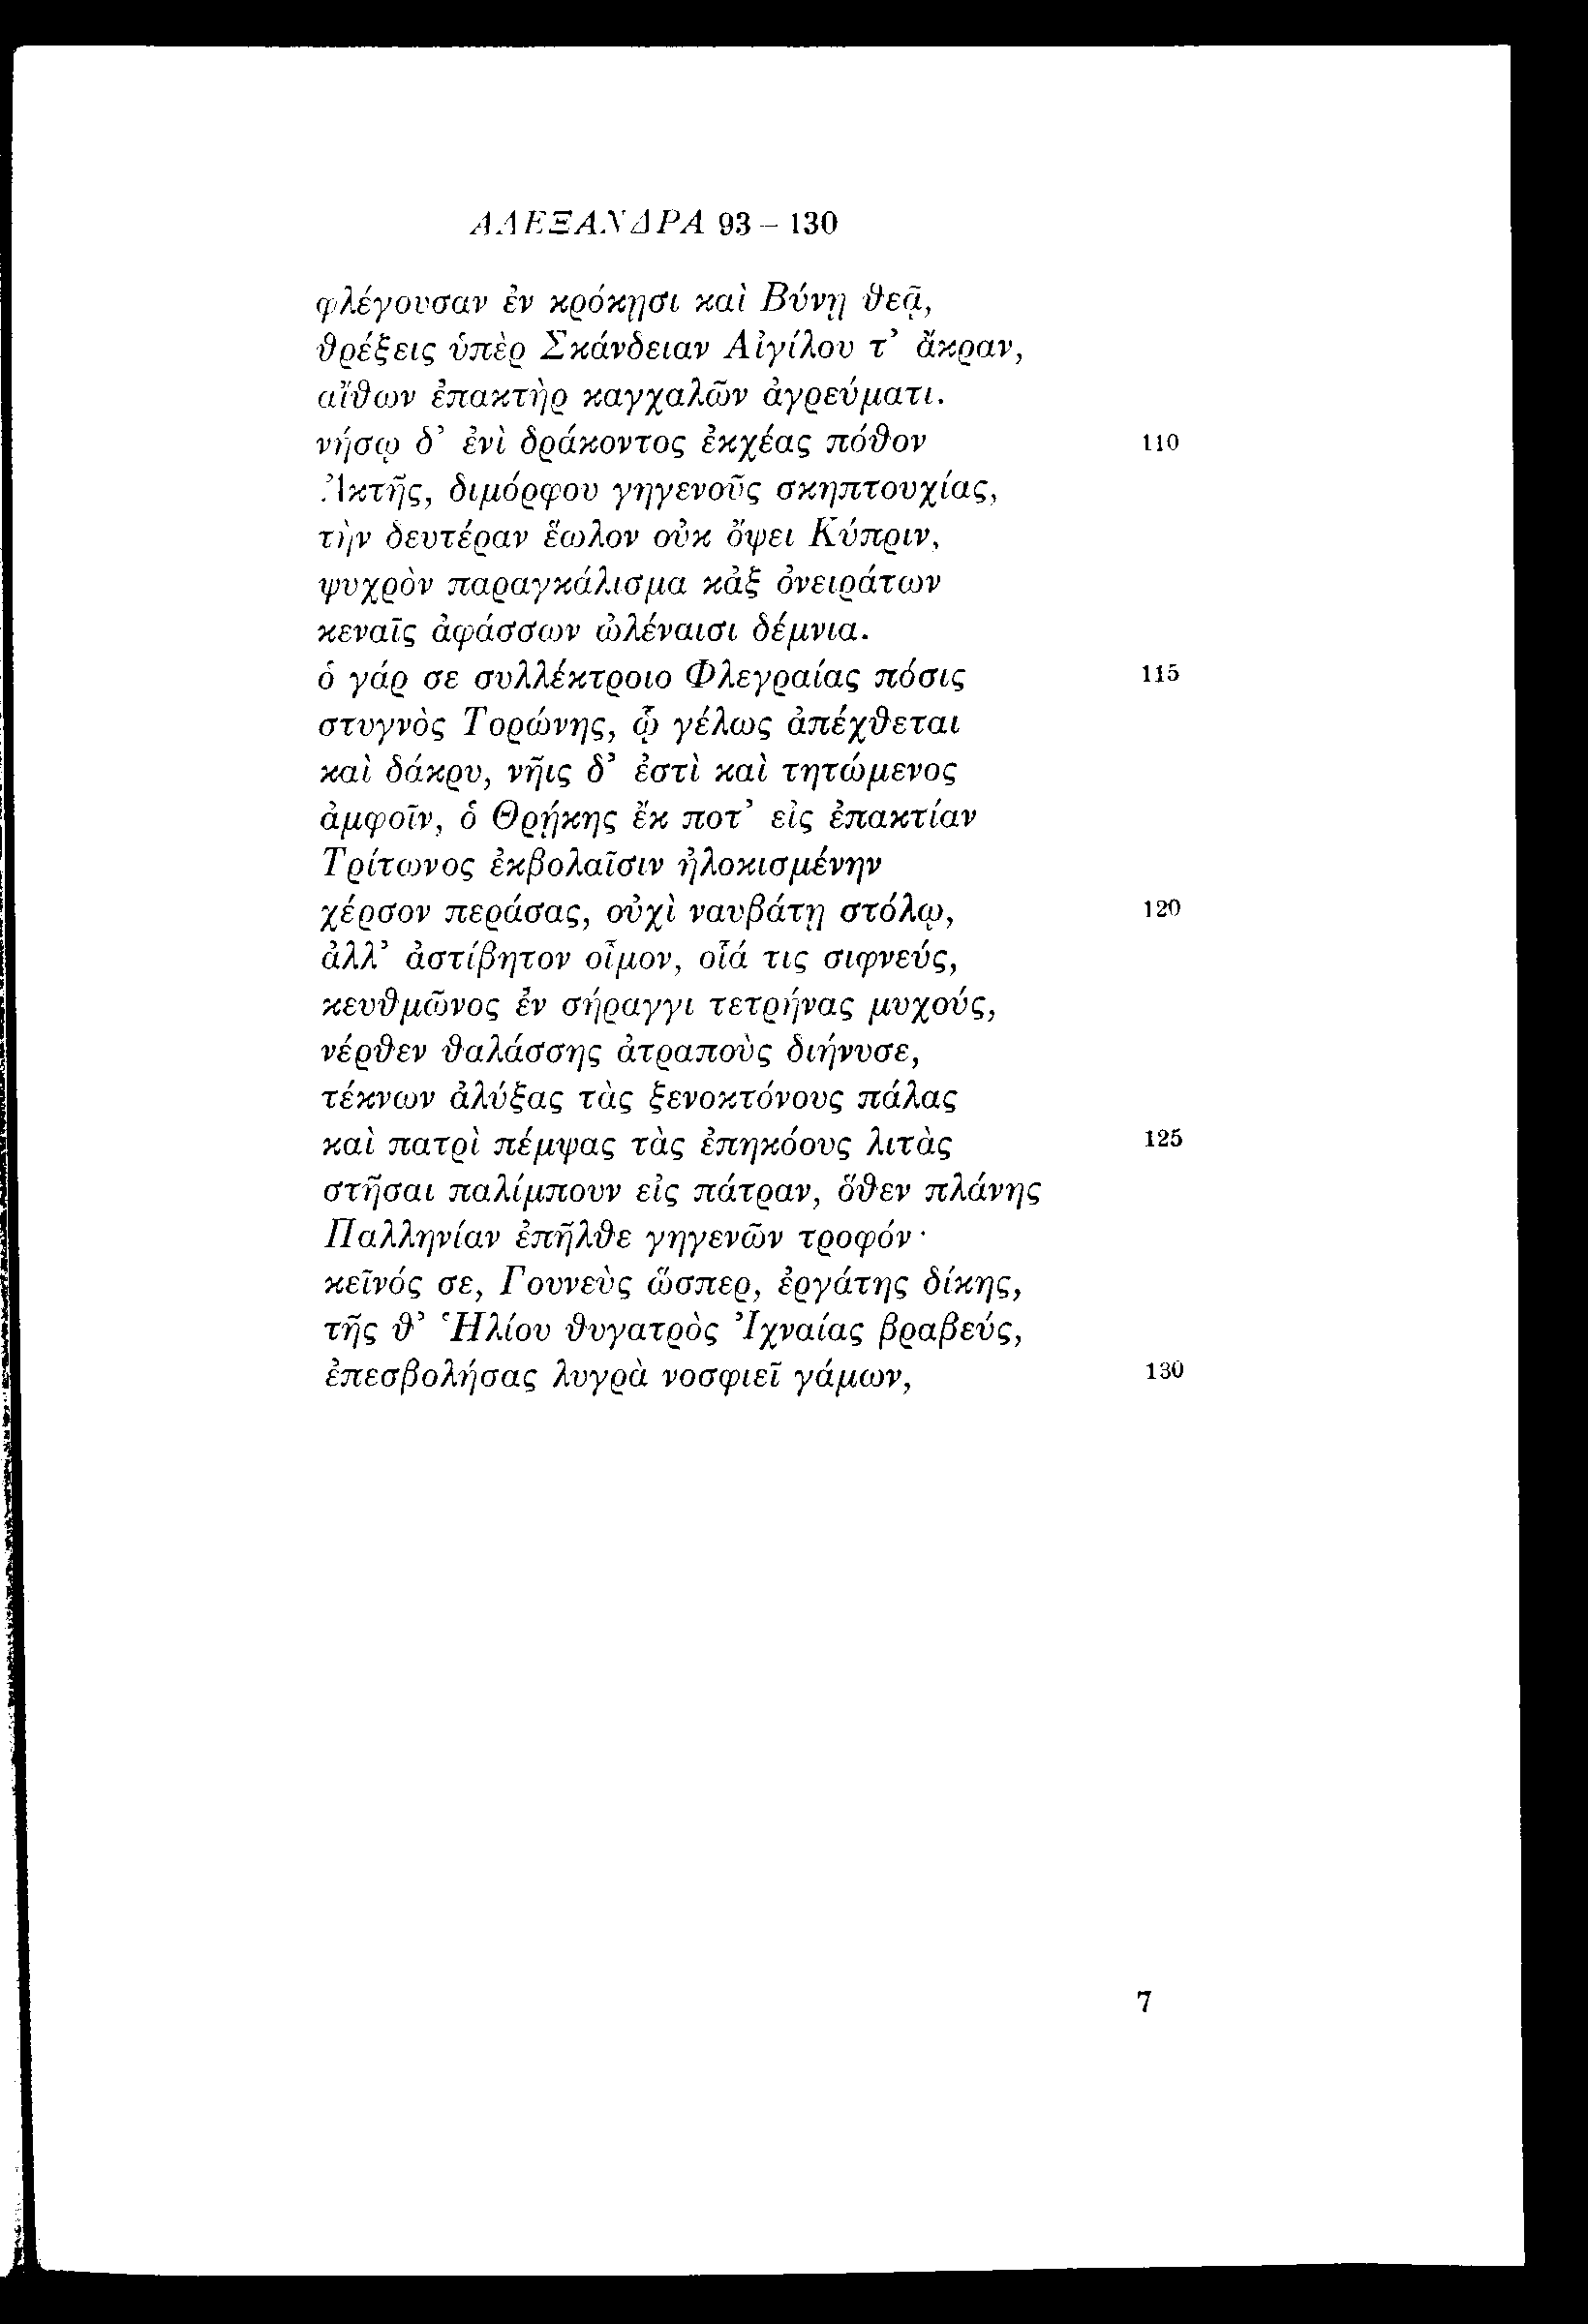 ΑΛΕΞΑΝΔΡΑ 93 – 130
φλέγουσαν ἐν κρόκῃσι καὶ Βύνῃ θεᾷ,
θρέξεις ὑπὲρ Σκάνδειαν Αἰγίλου τ’ ἄκραν,
αἴθων ἐπακτὴρ καγχαλῶν ἀγρεύματι.
νήσῳ δ’ ἐνὶ δράκοντος ἐκχέας πόθον 110
Ἀκτῆς, διμόρφου γηγενοῦς σκηπτουχίας,
τὴν δευτέραν ἕωλον οὐκ ὄψει Κύπριν,
ψυχρὸν παραγκάλισμα κἀξ ὀνειράτων
κεναῖς ἀφάσσων ὠλέναισι δέμνια.
ὁ γάρ σε συλλέκτροιο Φλεγραίας πόσις 115
στυγνὸς Τορώνης, ᾧ γέλως ἀπέχθεται
καὶ δάκρυ, νῆις δ’ ἐστὶ καὶ τητώμενος
ἀμφοῖν, ὁ Θρῄκης ἔκ ποτ’ εἰς ἐπακτίαν
Τρίτωνος ἐκβολαῖσιν ἠλοκισμένην
χέρσον περάσας, οὐχὶ ναυβάτῃ στόλῳ, 120
ἀλλ’ ἀστίβητον οἶμον, οἷά τις σιφνεύς,
κευθμῶνος ἐν σήραγγι τετρήνας μυχούς,
νέρθεν θαλάσσης ἀτραποὺς διήνυσε,
τέκνων ἀλύξας τὰς ξενοκτόνους πάλας
καὶ πατρὶ πέμψας τὰς ἐπηκόους λιτὰς 125
στῆσαι παλίμπουν εἰς πάτραν, ὅθεν πλάνης
Παλληνίαν ἐπῆλθε γηγενῶν τροφόν·
κεῖνός σε, Γουνεὺς ὥσπερ, ἐργάτης δίκης,
τῆς θ’ Ἡλίου θυγατρὸς Ἰχναίας βραβεύς,
ἐπεσβολήσας λυγρὰ νοσφιεῖ γάμων, 130
7